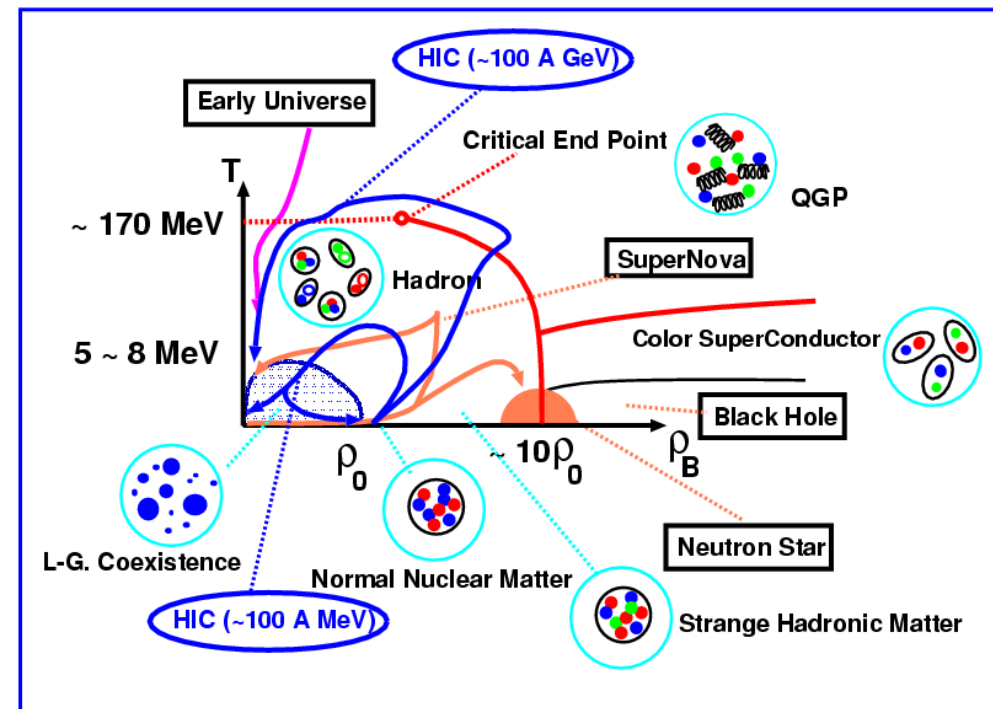 HIC (~100 A GeV)
Early Universe
Critical End Point
T
QGP
~ 170 MeV
SuperNova
Hadron
Color SuperConductor
5 ~ 8 MeV
Black Hole
ρ0
~ 10ρ0
ρB
Neutron Star
L-G. Coexistence
Normal Nuclear Matter
HIC (~100 A MeV)
Strange Hadronic Matter